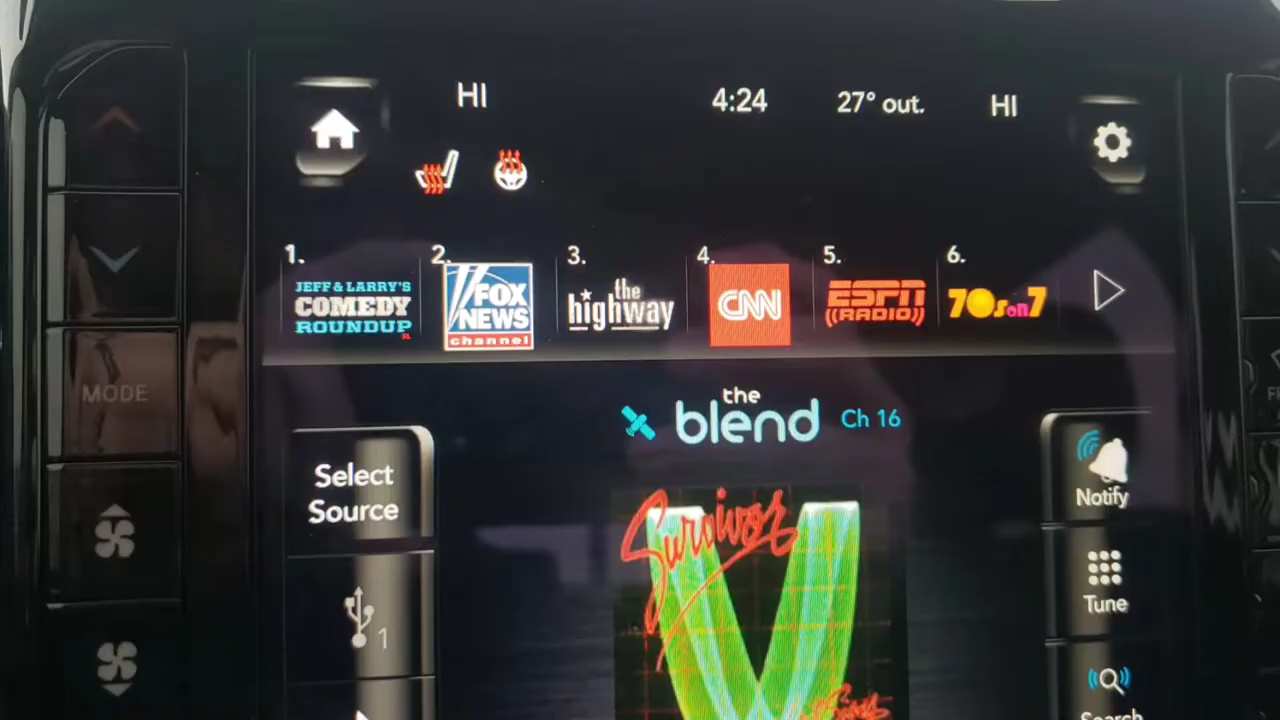 HI
4:24
27° out.
HI
1.
2.
3.
4.
5.
6.
JEFF & LARRY'S
COMEDY
ROUNDUP
FOX
NEWS
channel
the
highway
CNN
ESPN
((RADIO))
70s on 7
MODE
the
blend
Ch 16
Select
Source
Notify
Survivor
1
Tune
Search